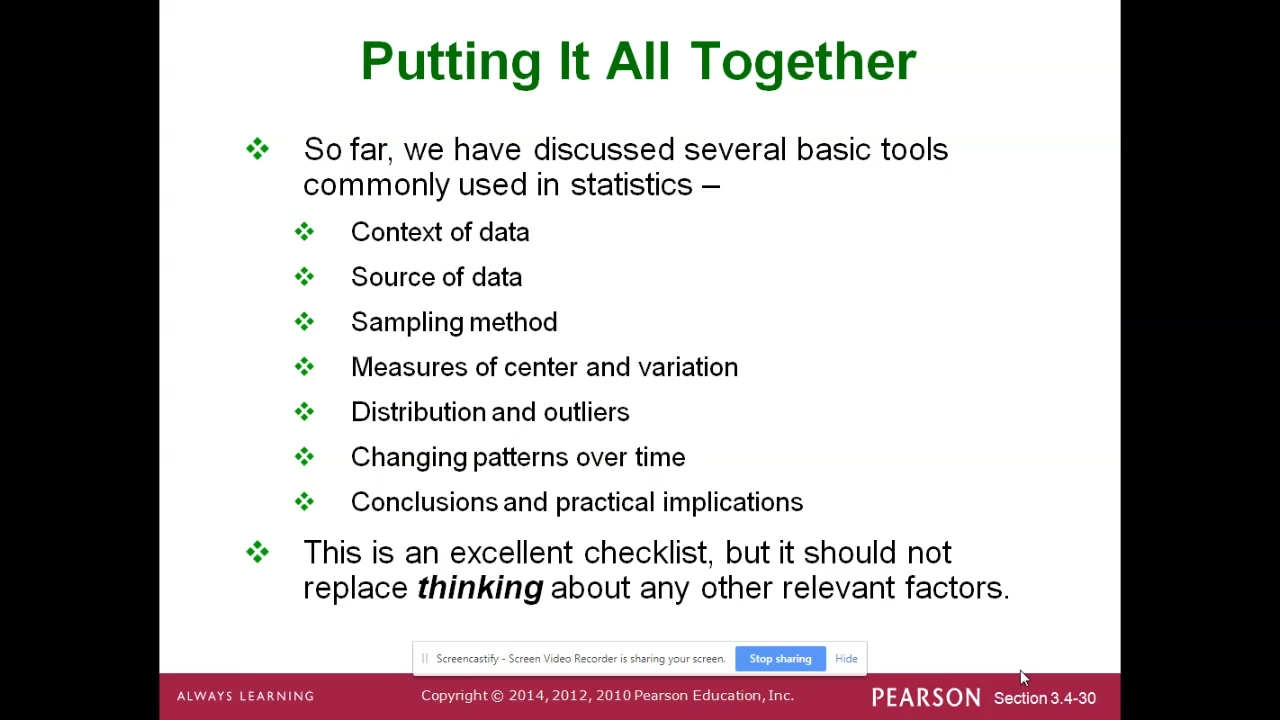 Putting It All Together
So far, we have discussed several basic tools
commonly used in statistics –
Context of data
Source of data
Sampling method
Measures of center and variation
Distribution and outliers
Changing patterns over time
Conclusions and practical implications
This is an excellent checklist, but it should not
replace thinking about any other relevant factors.
Screencastify - Screen Video Recorder is sharing your screen. Stop sharing Hide
ALWAYS LEARNING Copyright © 2014, 2012, 2010 Pearson Education, Inc. PEARSON Section 3.4-30